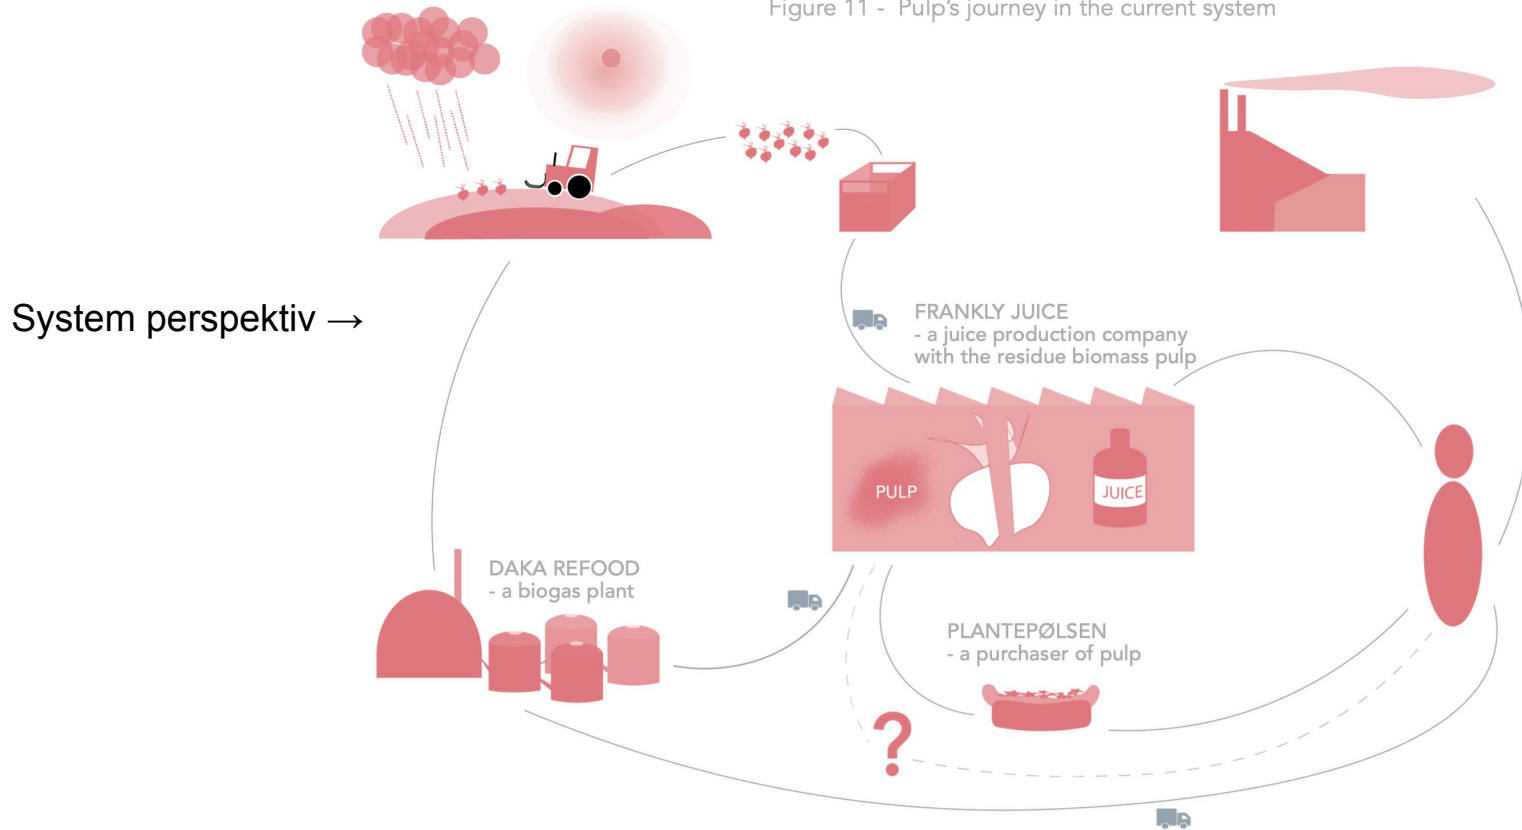 Figure 11 - Pulp's journey in the current system
System perspektiv →
FRANKLY JUICE
- a juice production company
with the residue biomass pulp
PULP
JUICE
DAKA REFOOD
- a biogas plant
PLANTEPØLSEN
- a purchaser of pulp
?